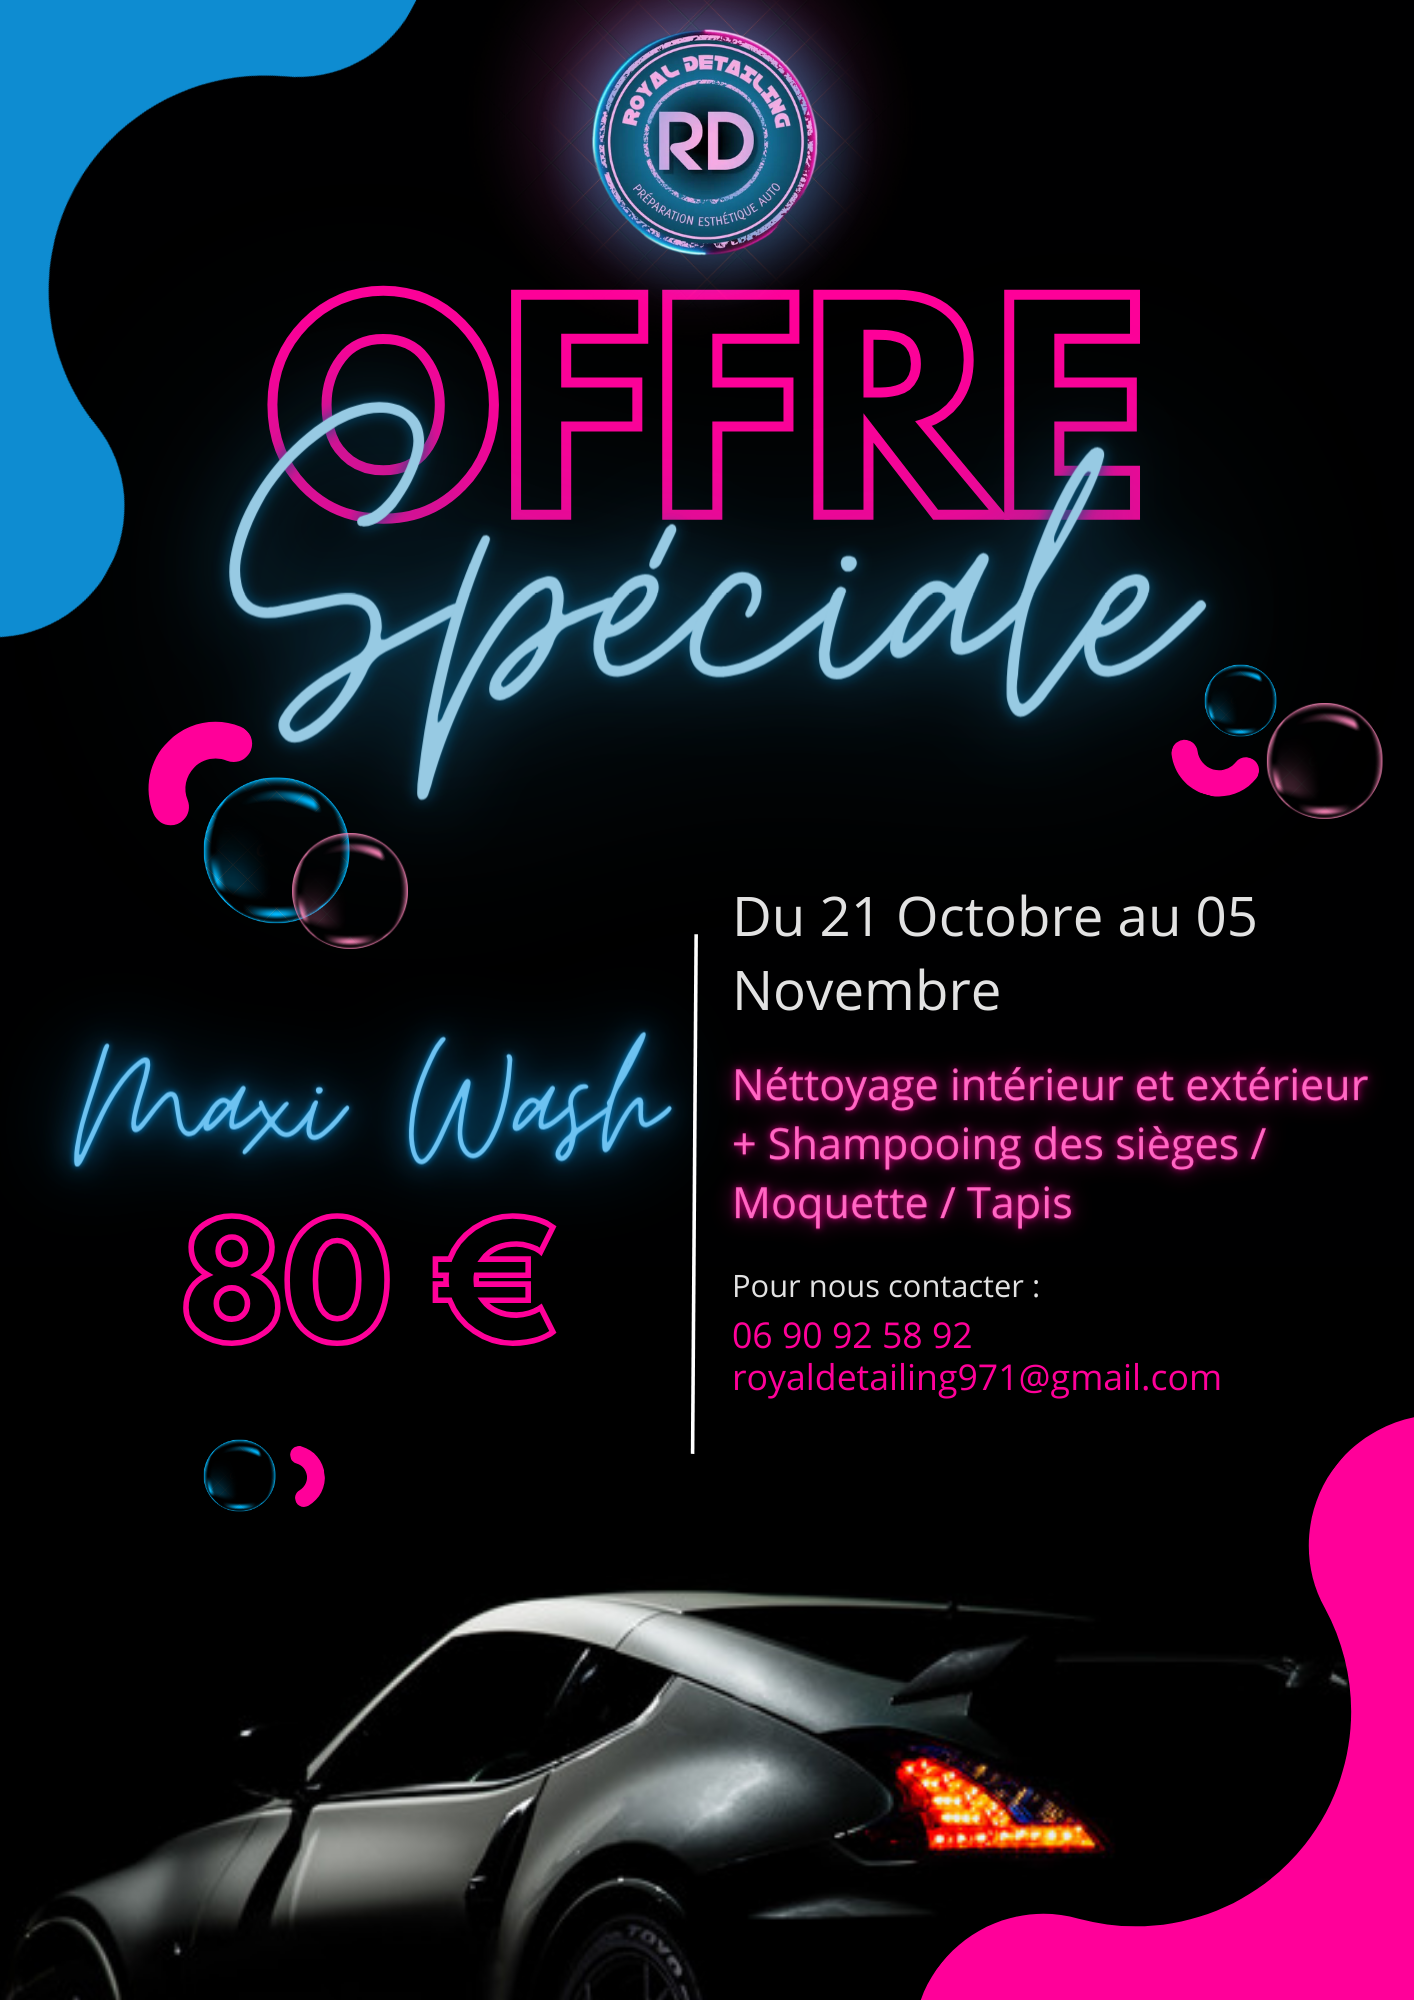 ROYAL DETAILING
RD
PRÉPARATION ESTHÉTIQUE AUTO
OFFRE
Spéciale
Du 21 Octobre au 05
Novembre
Maxi Wash
80 €
Néttoyage intérieur et extérieur
+ Shampooing des sièges /
Moquette / Tapis
Pour nous contacter :
06 90 92 58 92
royaldetailing971@gmail.com
TOYO